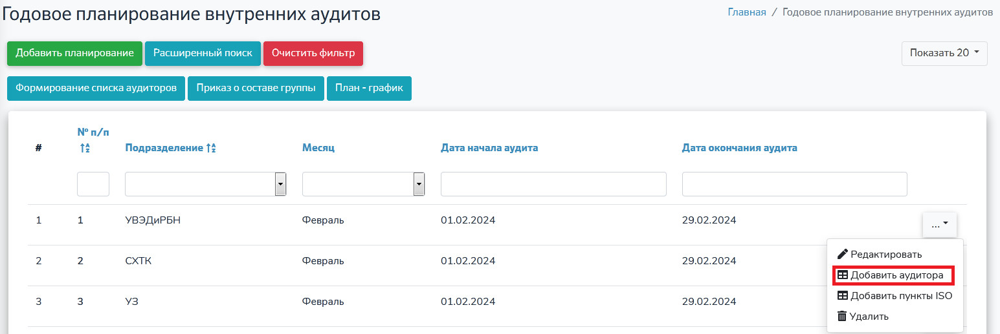 Годовое планирование внутренних аудитов
Главная / Годовое планирование внутренних аудитов
Добавить планирование Расширенный поиск Очистить фильтр
Показать 20
Формирование списка аудиторов Приказ о составе группы План - график
# № п/п Подразделение Месяц Дата начала аудита Дата окончания аудита
1 1 УВЭДиРБН Февраль 01.02.2024 29.02.2024 ...
2 2 СХТК Февраль 01.02.2024 29.02.2024
3 3 УЗ Февраль 01.02.2024 29.02.2024
Редактировать
Добавить аудитора
Добавить пункты ISO
Удалить